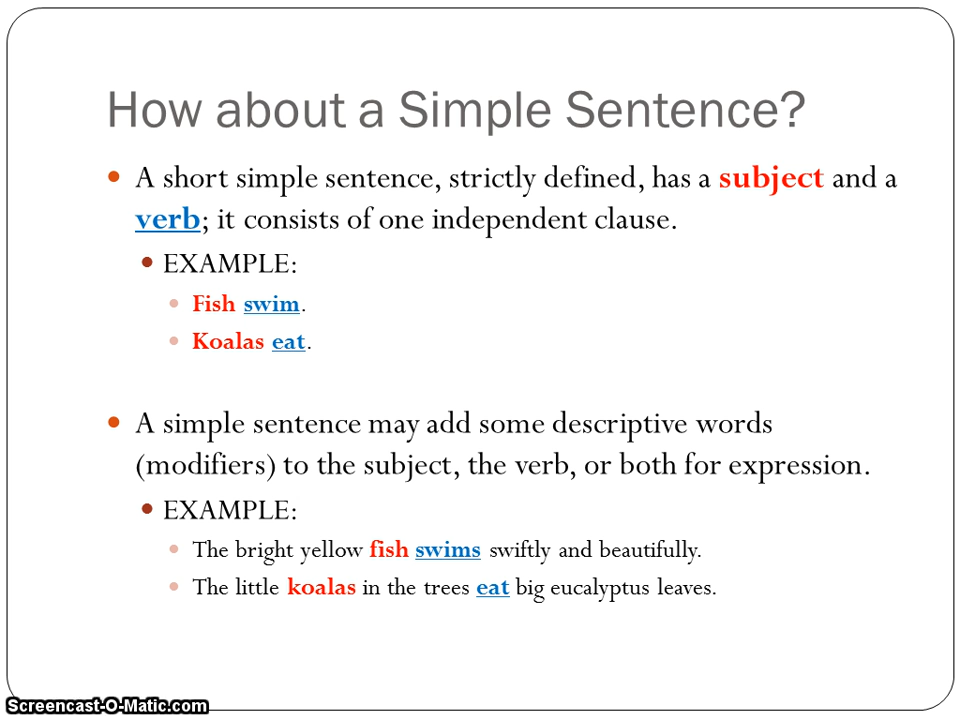 How about a Simple Sentence?
• A short simple sentence, strictly defined, has a subject and a
verb; it consists of one independent clause.
• EXAMPLE:
• Fish swim.
• Koalas eat.
• A simple sentence may add some descriptive words
(modifiers) to the subject, the verb, or both for expression.
• EXAMPLE:
• The bright yellow fish swims swiftly and beautifully.
• The little koalas in the trees eat big eucalyptus leaves.
Screencast-O-Matic.com